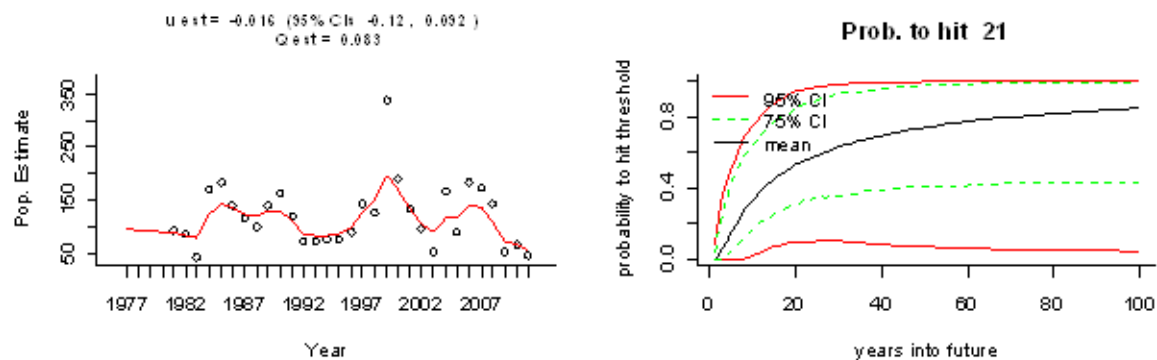 u est = -0.016 (95% CIs -0.12, 0.092 )
Q est = 0.083
Pop. Estimate
350
250
150
50
1977 1982 1987 1992 1997 2002 2007
Year
Prob. to hit 21
probability to hit threshold
0.8
0.4
0.0
95% CI
75% CI
mean
0 20 40 60 80 100
years into future